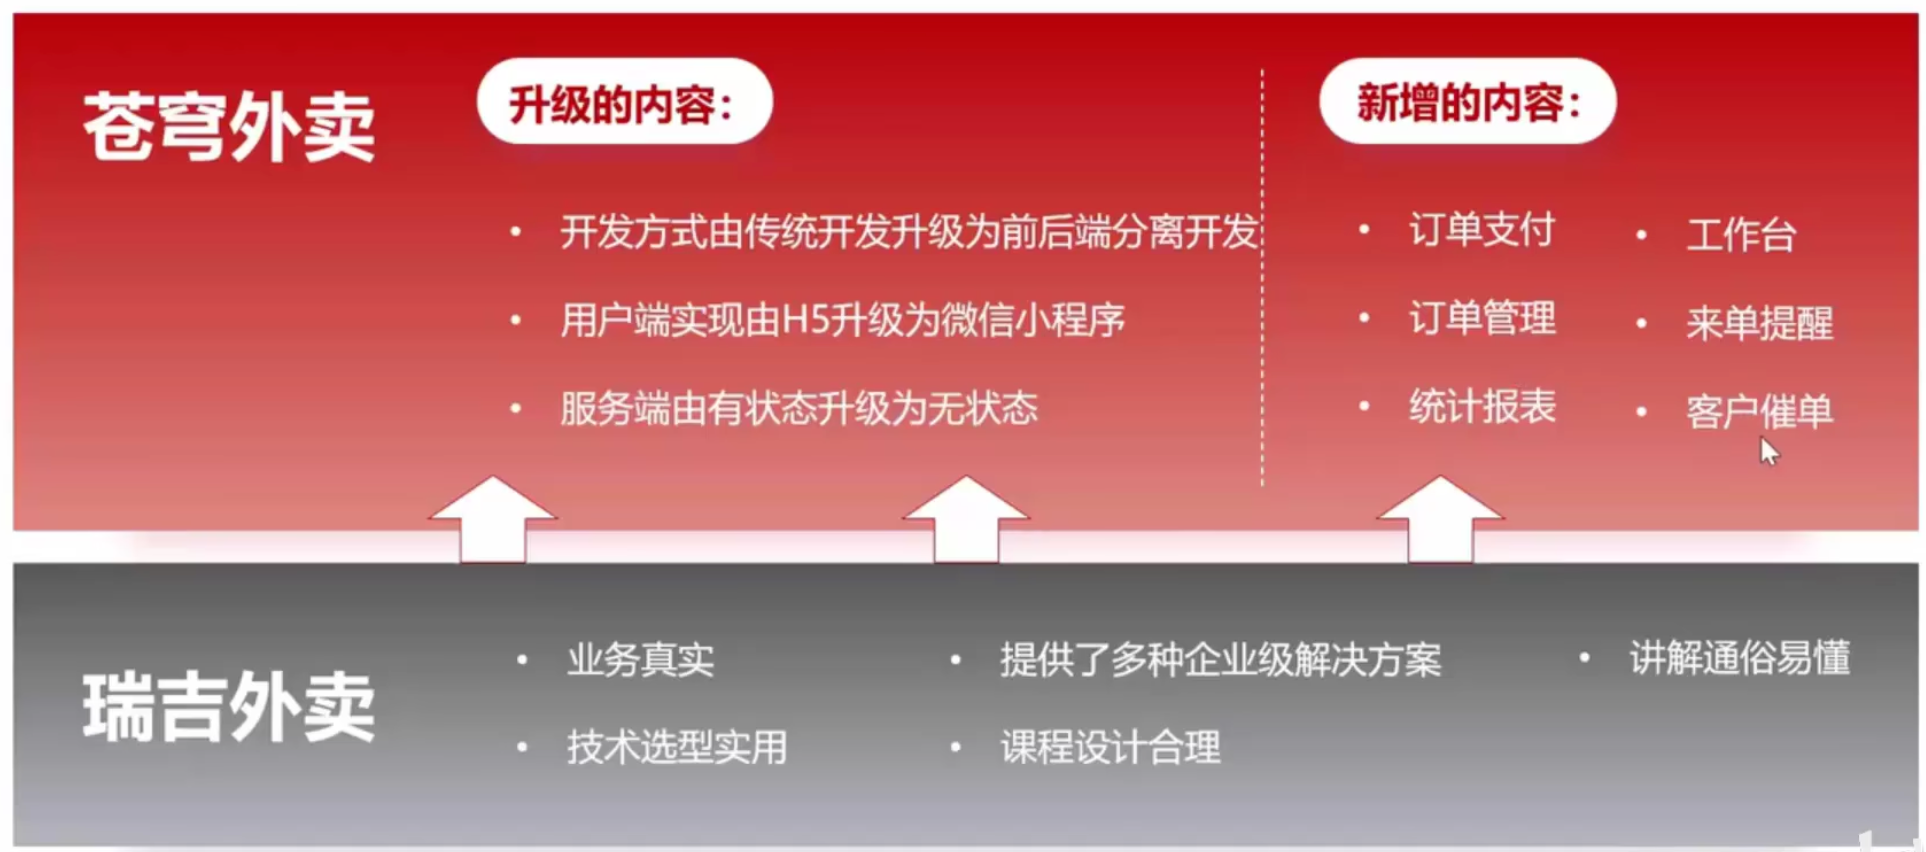 苍穹外卖
升级的内容：
开发方式由传统开发升级为前后端分离开发
用户端实现由H5升级为微信小程序
服务端由有状态升级为无状态
新增的内容：
订单支付
订单管理
统计报表
工作台
来单提醒
客户催单
瑞吉外卖
业务真实
技术选型实用
提供了多种企业级解决方案
课程设计合理
讲解通俗易懂